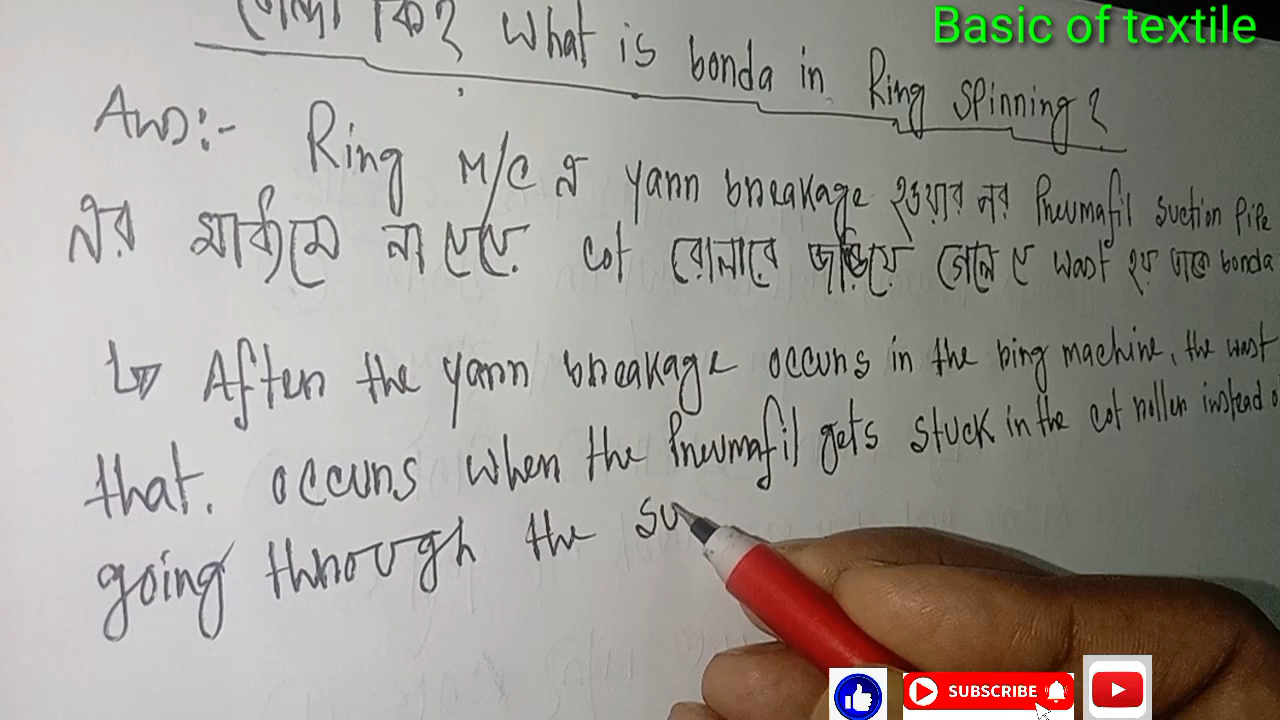 Basic of textile
কি? What is bonda in Ring Spinning?
Ans:- Ring M/C এ yarn breakage হওয়ার পর Pneumafil suction pipe
এর মাধ্যমে না যেয়ে cot রোলারে জড়িয়ে গেলে যে wast হয় তাকে bonda
↳ After the yarn breakage occurs in the ring machine, the wast
that. occurs when the Pneumafil gets stuck in the cot roller instead o
going through the su
SUBSCRIBE